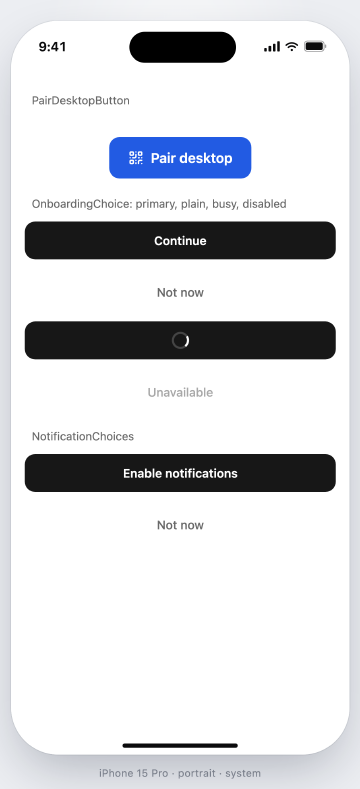 9:41
PairDesktopButton
Pair desktop
OnboardingChoice: primary, plain, busy, disabled
Continue
Not now
Unavailable
NotificationChoices
Enable notifications
Not now
iPhone 15 Pro · portrait · system